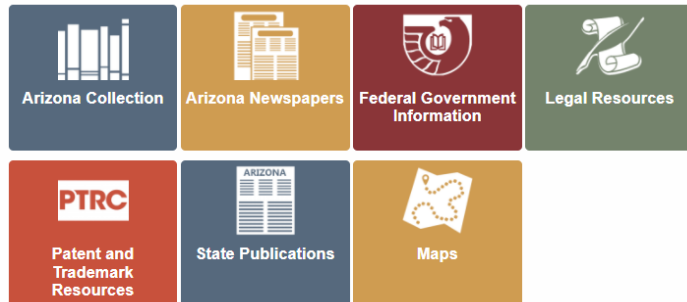 Arizona Collection
Arizona Newspapers
Federal Government
Information
Legal Resources
PTRC
Patent and
Trademark
Resources
ARIZONA
State Publications
Maps